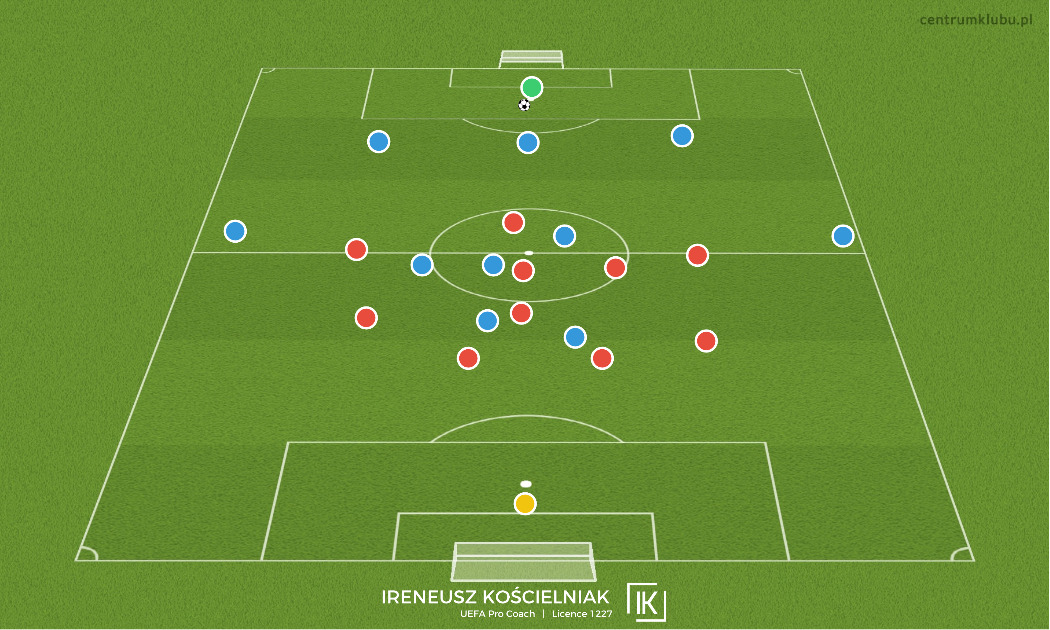 centrumklubu.pl
IRENEUSZ KOŚCIELNIAK
UEFA Pro Coach | Licence 1227
IK